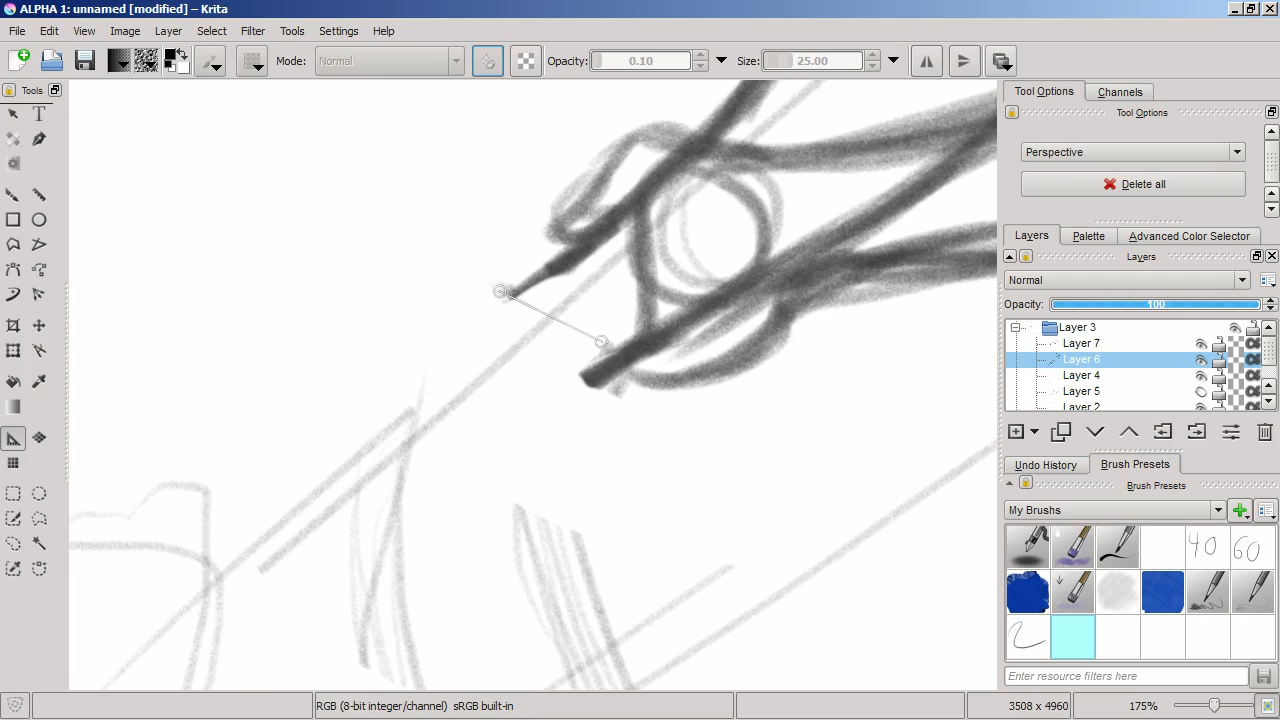 ALPHA 1: unnamed [modified] – Krita
File Edit View Image Layer Select Filter Tools Settings Help
Mode: Normal Opacity: 0.10 Size: 25.00
Tools
Tool Options Channels
Tool Options
Perspective
Delete all
Layers Palette Advanced Color Selector
Layers
Normal
Opacity: 100
Layer 3
Layer 7
Layer 6
Layer 4
Layer 5
Layer 2
Undo History Brush Presets
Brush Presets
My Brushes
40 60
Enter resource filters here
RGB (8-bit integer/channel) sRGB built-in 3508 x 4960 175%